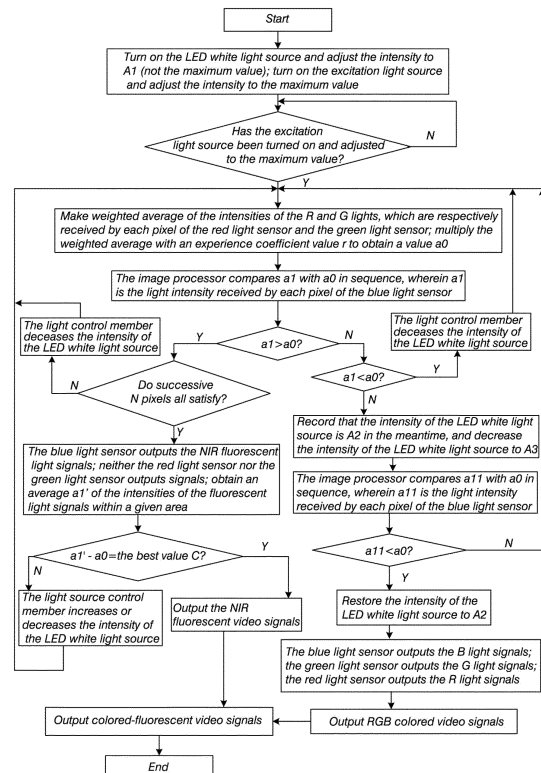 Start
Turn on the LED white light source and adjust the intensity to
A1 (not the maximum value); turn on the excitation light source
and adjust the intensity to the maximum value
Has the excitation
light source been turned on and adjusted
to the maximum value?
N
Y
Make weighted average of the intensities of the R and G lights, which are respectively
received by each pixel of the red light sensor and the green light sensor; multiply the
weighted average with an experience coefficient value r to obtain a value a0
The image processor compares a1 with a0 in sequence, wherein a1
is the light intensity received by each pixel of the blue light sensor
The light control member
deceases the intensity of
the LED white light source
Y
a1>a0?
N
The light control member
deceases the intensity of
the LED white light source
a1<a0?
Y
N
N
Do successive
N pixels all satisfy?
Y
Record that the intensity of the LED white light
source is A2 in the meantime, and decrease
the intensity of the LED white light source to A3
The blue light sensor outputs the NIR fluorescent
light signals; neither the red light sensor nor the
green light sensor outputs signals; obtain an
average a1' of the intensities of the fluorescent
light signals within a given area
The image processor compares a11 with a0 in
sequence, wherein a11 is the light intensity
received by each pixel of the blue light sensor
a1' - a0=the best value C?
Y
N
a11<a0?
N
Y
The light source control
member increases or
decreases the intensity of
the LED white light source
Output the NIR
fluorescent video signals
Restore the intensity of the
LED white light source to A2
The blue light sensor outputs the B light signals;
the green light sensor outputs the G light signals;
the red light sensor outputs the R light signals
Output colored-fluorescent video signals
Output RGB colored video signals
End